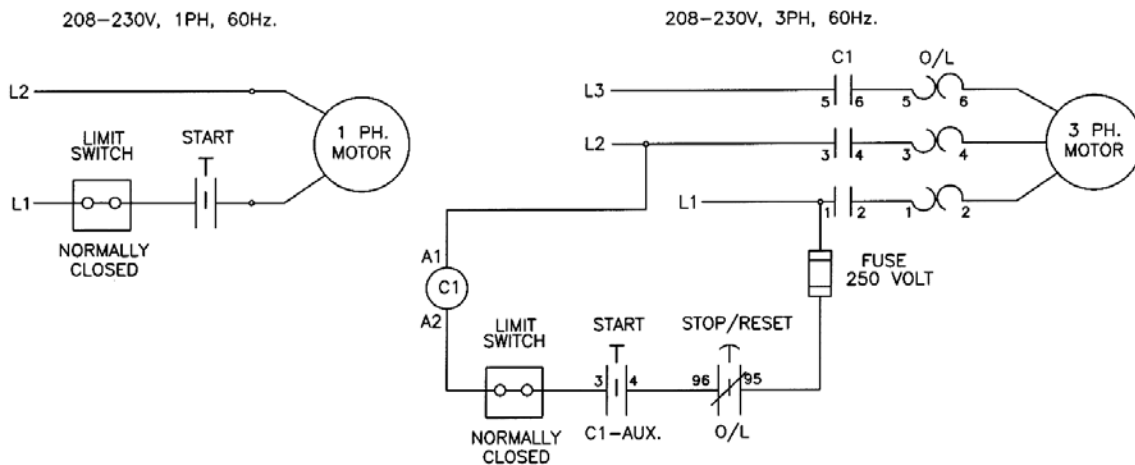 208-230V, 1PH, 60Hz.
L2
1 PH.
MOTOR
LIMIT
SWITCH
START
L1
NORMALLY
CLOSED
208-230V, 3PH, 60Hz.
C1
O/L
L3
5 6
5 6
L2
3 4
3 4
3 PH.
MOTOR
L1
1 2
1 2
FUSE
250 VOLT
A1
C1
A2
LIMIT
SWITCH
START
STOP/RESET
3 4
96 95
NORMALLY
CLOSED
C1-AUX.
O/L